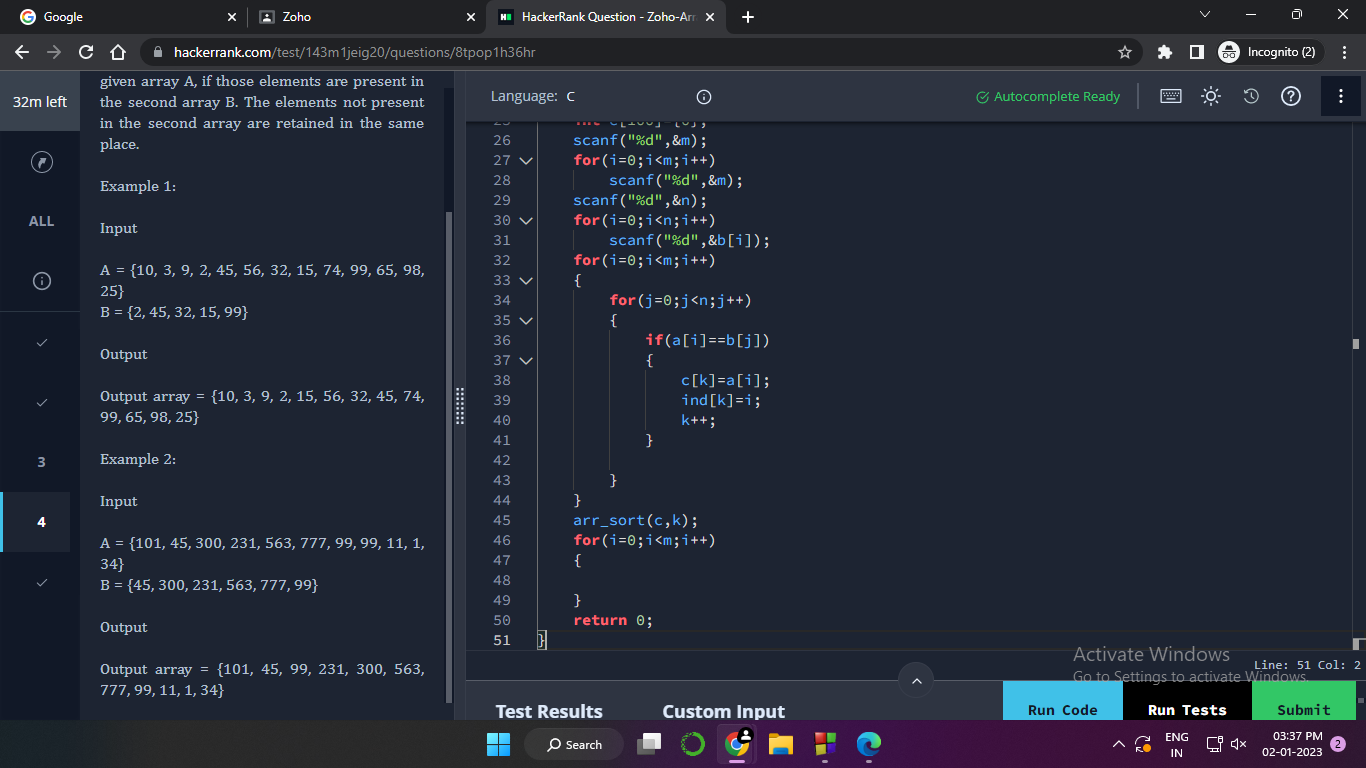 Google
Zoho
HackerRank Question - Zoho-Arr
hackerrank.com/test/143m1jeig20/questions/8tpop1h36hr
Incognito (2)
32m left
ALL
3
4
given array A, if those elements are present in
the second array B. The elements not present
in the second array are retained in the same
place.
Example 1:
Input
A = {10, 3, 9, 2, 45, 56, 32, 15, 74, 99, 65, 98,
25}
B = {2, 45, 32, 15, 99}
Output
Output array = {10, 3, 9, 2, 15, 56, 32, 45, 74,
99, 65, 98, 25}
Example 2:
Input
A = {101, 45, 300, 231, 563, 777, 99, 99, 11, 1,
34}
B = {45, 300, 231, 563, 777, 99}
Output
Output array = {101, 45, 99, 231, 300, 563,
777, 99, 11, 1, 34}
Language: C
Autocomplete Ready
26 scanf("%d",&m);
27 for(i=0;i<m;i++)
28 scanf("%d",&m);
29 scanf("%d",&n);
30 for(i=0;i<n;i++)
31 scanf("%d",&b[i]);
32 for(i=0;i<m;i++)
33 {
34 for(j=0;j<n;j++)
35 {
36 if(a[i]==b[j])
37 {
38 c[k]=a[i];
39 ind[k]=i;
40 k++;
41 }
42
43 }
44 }
45 arr_sort(c,k);
46 for(i=0;i<m;i++)
47 {
48
49 }
50 return 0;
51 }
Activate Windows
Go to Settings to activate Windows.
Line: 51 Col: 2
Test Results
Custom Input
Run Code
Run Tests
Submit
Search
ENG
IN
03:37 PM
02-01-2023
2